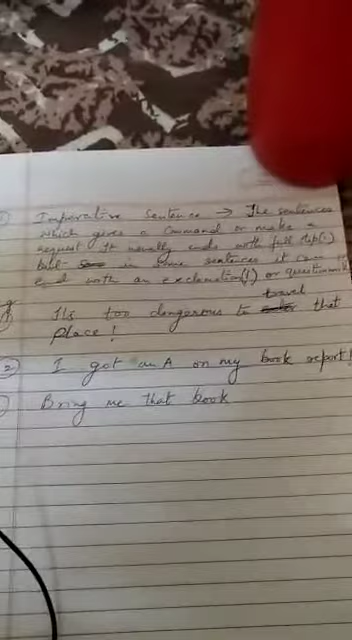 ① Imperative Sentence → The sentences
which gives a Command or make a
request It usually ends with full stop(.)
but in some sentences it can
end with an exclamation(!) or question
travel
Its too dangerous to that
place!
② I got an A on my book report!
Bring me that book